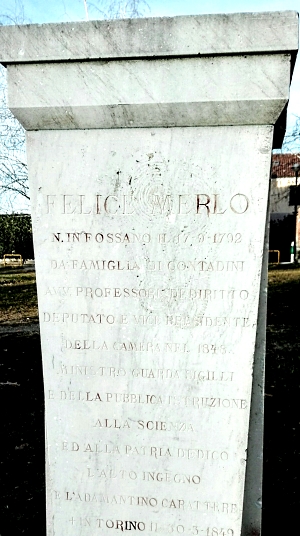 FELICE MERLO
N. IN FOSSANO IL 17-9-1792
DA FAMIGLIA DI CONTADINI
AVV. PROFESSORE DI DIRITTO
DEPUTATO E VICE PRESIDENTE
DELLA CAMERA NEL 1848.
MINISTRO GUARDASIGILLI
E DELLA PUBBLICA ISTRUZIONE
ALLA SCIENZA
ED ALLA PATRIA DEDICÒ
L'ALTO INGEGNO
E L'ADAMANTINO CARATTERE
† IN TORINO IL 30-3-1849